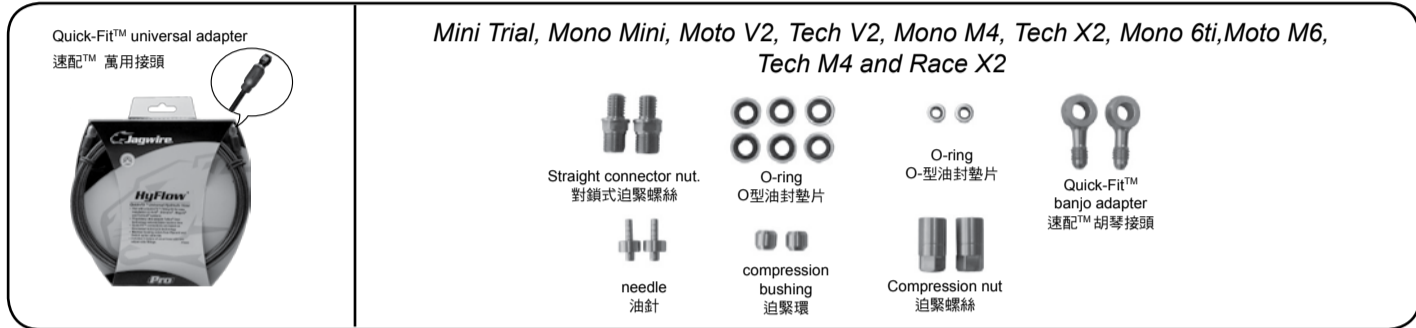 Quick-Fit™ universal adapter
速配™ 萬用接頭
Jagwire
HyFlow
Pro
Mini Trial, Mono Mini, Moto V2, Tech V2, Mono M4, Tech X2, Mono 6ti,Moto M6,
Tech M4 and Race X2
Straight connector nut.
對鎖式迫緊螺絲
O-ring
O型油封墊片
O-ring
O-型油封墊片
Quick-Fit™
banjo adapter
速配™ 胡琴接頭
needle
油針
compression
bushing
迫緊環
Compression nut
迫緊螺絲